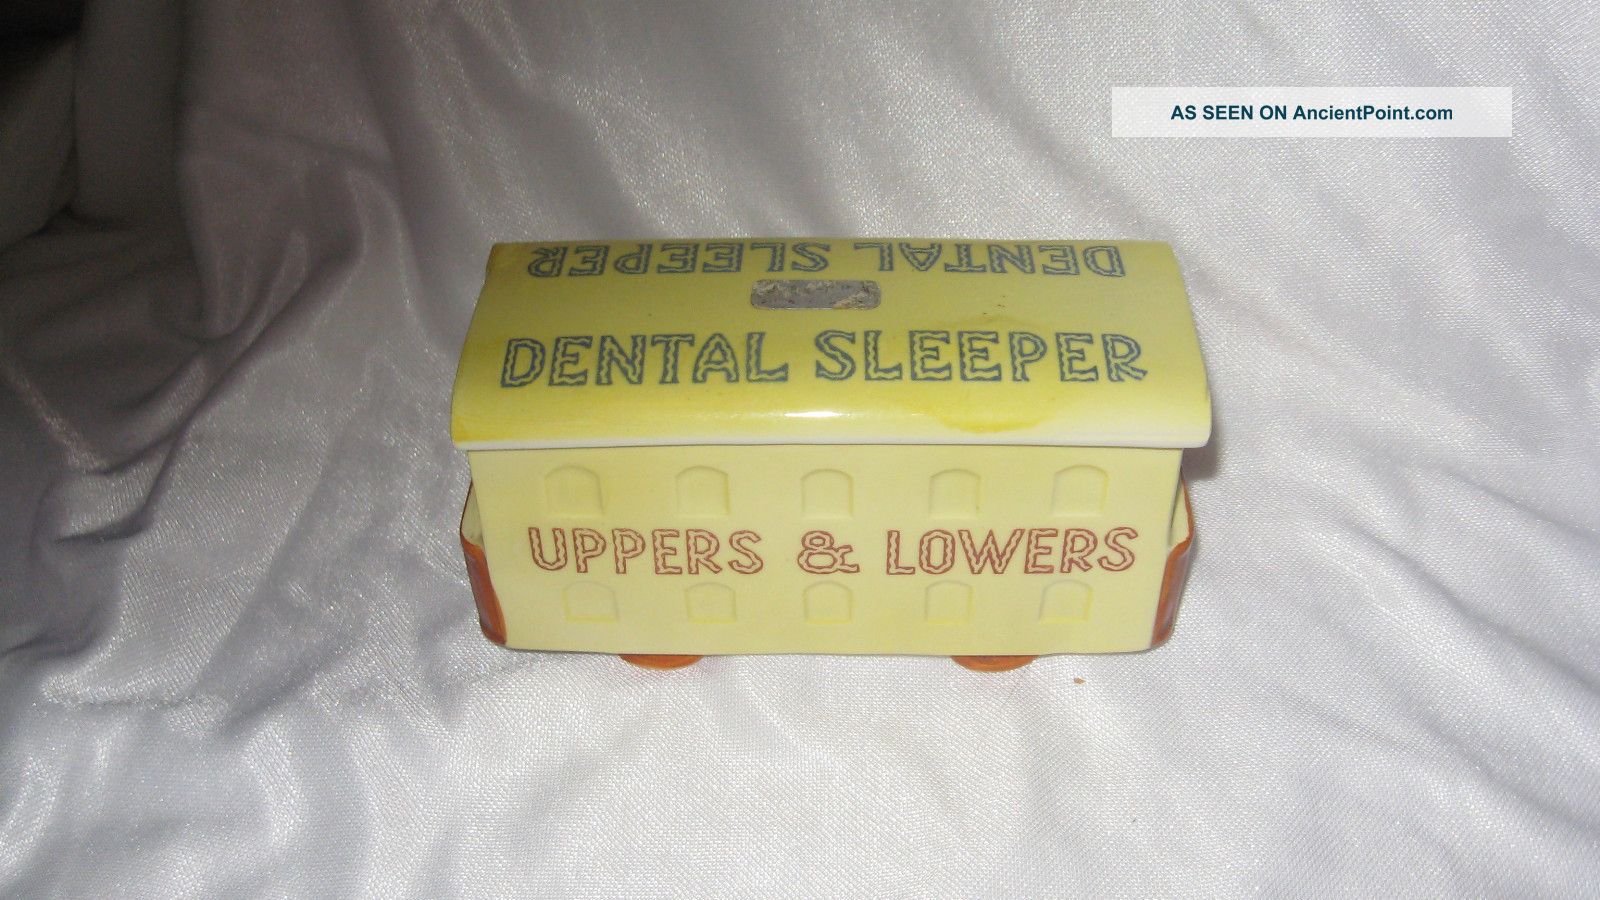 AS SEEN ON AncientPoint.com
DENTAL SLEEPER
DENTAL SLEEPER
UPPERS & LOWERS